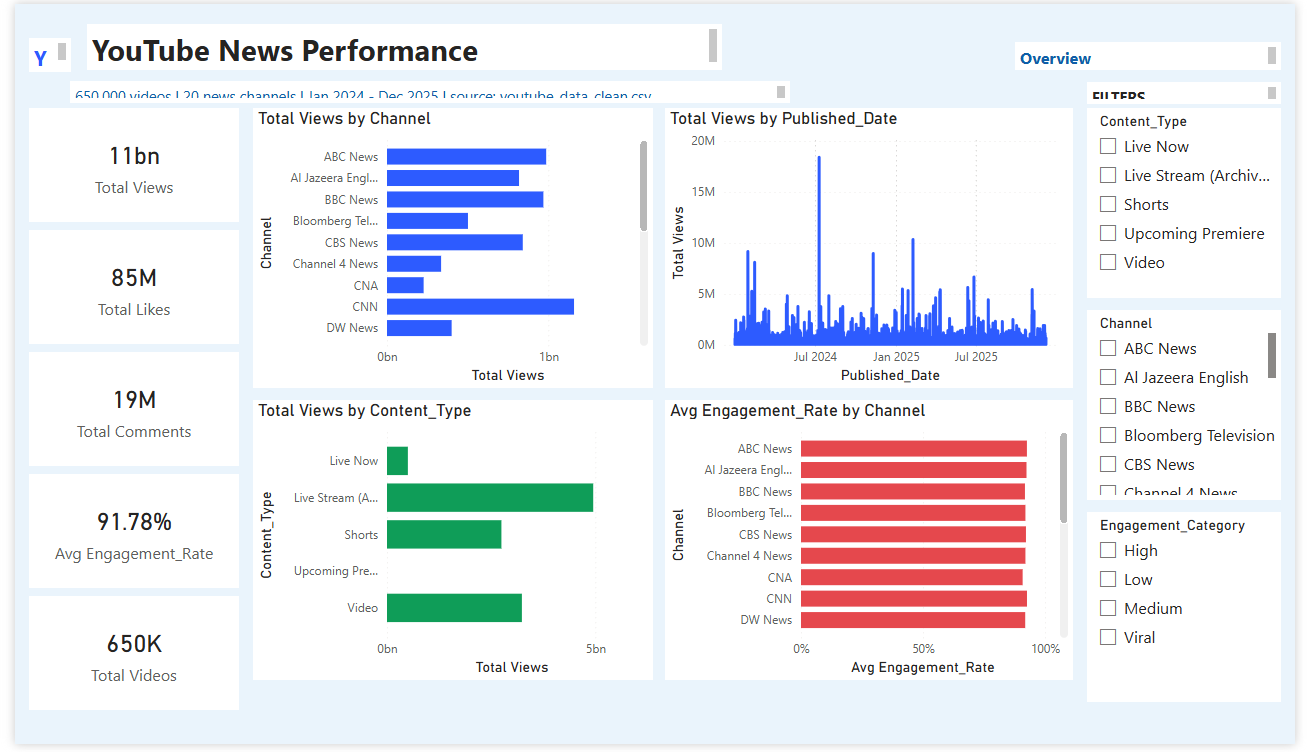 Y
YouTube News Performance
Overview
650,000 videos | 20 news channels | Jan 2024 - Dec 2025 | source: youtube_data_clean.csv
FILTERS
11bn
Total Views
85M
Total Likes
19M
Total Comments
91.78%
Avg Engagement_Rate
650K
Total Videos
Total Views by Channel
Channel
ABC News
Al Jazeera Engl...
BBC News
Bloomberg Tel...
CBS News
Channel 4 News
CNA
CNN
DW News
0bn 1bn
Total Views
Total Views by Published_Date
Total Views
20M
15M
10M
5M
0M
Jul 2024 Jan 2025 Jul 2025
Published_Date
Total Views by Content_Type
Content_Type
Live Now
Live Stream (A...
Shorts
Upcoming Pre...
Video
0bn 5bn
Total Views
Avg Engagement_Rate by Channel
Channel
ABC News
Al Jazeera Engl...
BBC News
Bloomberg Tel...
CBS News
Channel 4 News
CNA
CNN
DW News
0% 50% 100%
Avg Engagement_Rate
Content_Type
Live Now
Live Stream (Archiv...
Shorts
Upcoming Premiere
Video
Channel
ABC News
Al Jazeera English
BBC News
Bloomberg Television
CBS News
Channel 4 News
Engagement_Category
High
Low
Medium
Viral